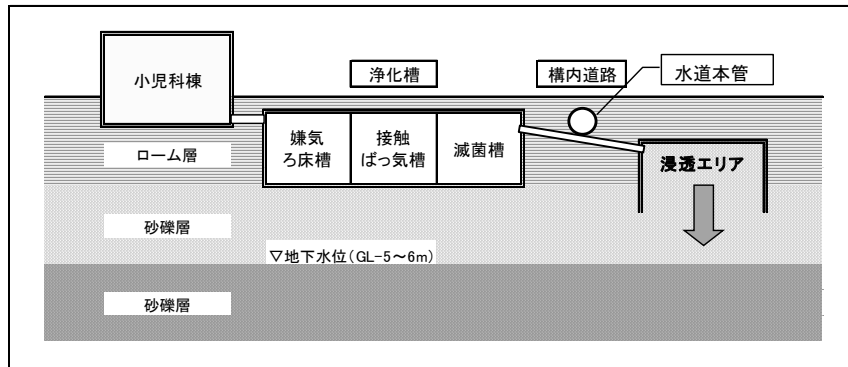 小児科棟
浄化槽
構内道路
水道本管
嫌気
ろ床槽
接触
ばっ気槽
滅菌槽
浸透エリア
ローム層
砂礫層
▽地下水位(GL-5~6m)
砂礫層